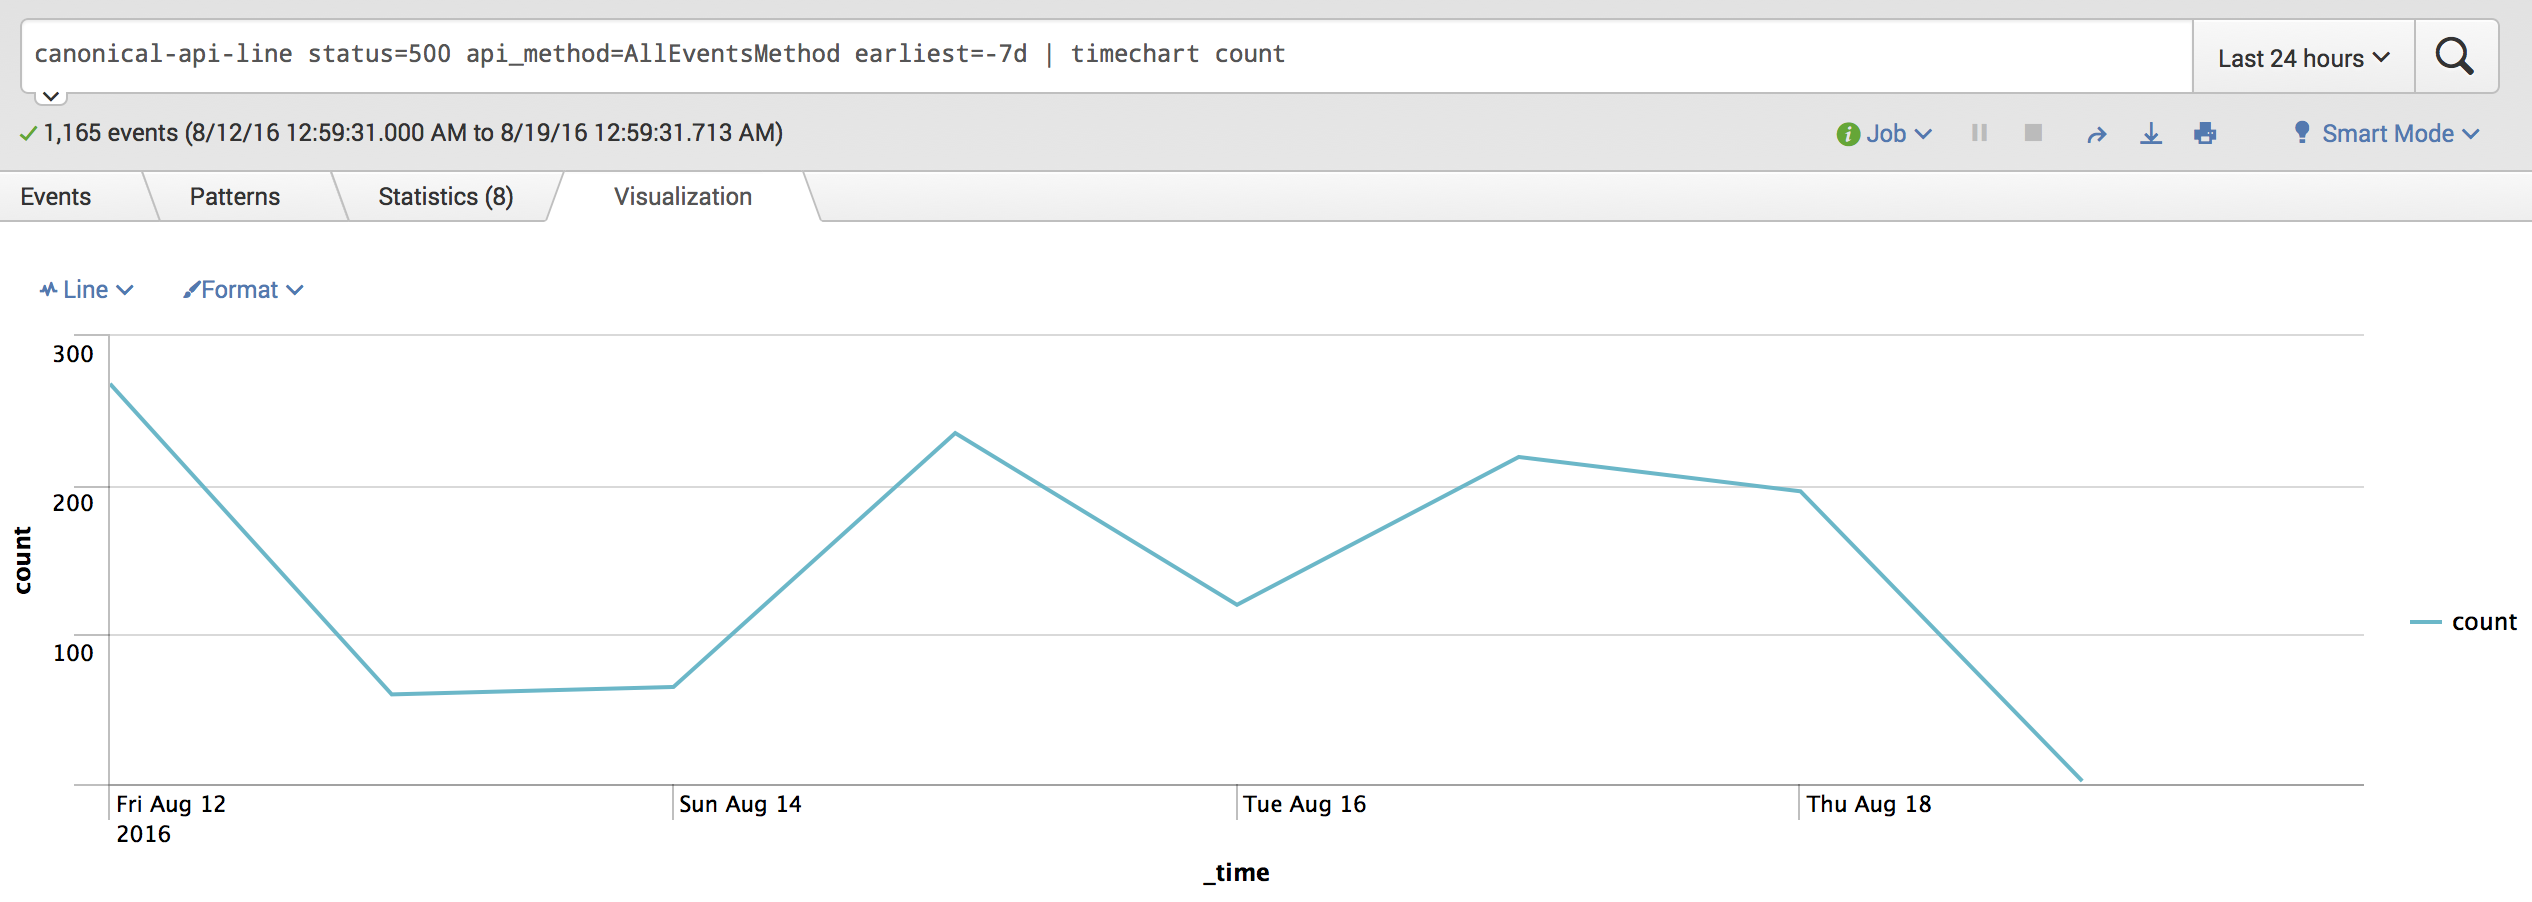 canonical-api-line status=500 api_method=AllEventsMethod earliest=-7d | timechart count
Last 24 hours
1,165 events (8/12/16 12:59:31.000 AM to 8/19/16 12:59:31.713 AM)
Job
Smart Mode
Events
Patterns
Statistics (8)
Visualization
Line
Format
300
200
100
count
count
Fri Aug 12
2016
Sun Aug 14
Tue Aug 16
Thu Aug 18
_time